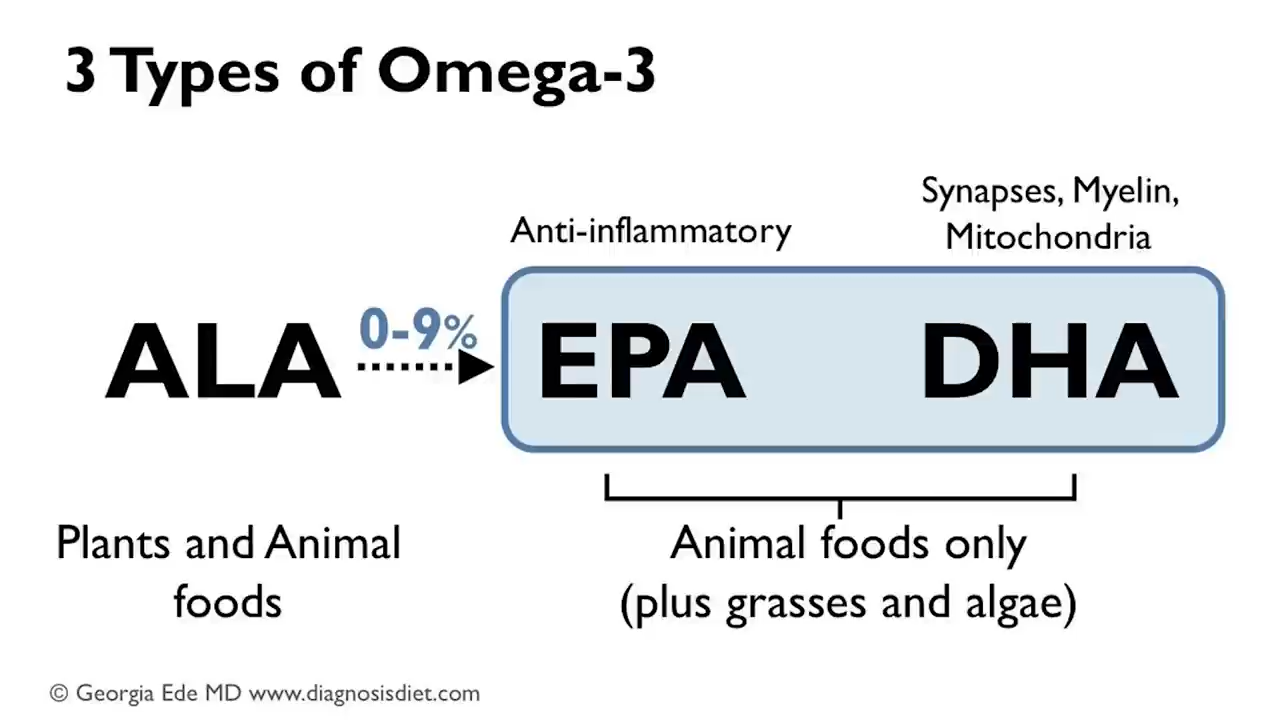 3 Types of Omega-3
Synapses, Myelin,
Mitochondria
Anti-inflammatory
ALA
0-9%
EPA
DHA
Plants and Animal
foods
Animal foods only
(plus grasses and algae)
© Georgia Ede MD www.diagnosisdiet.com